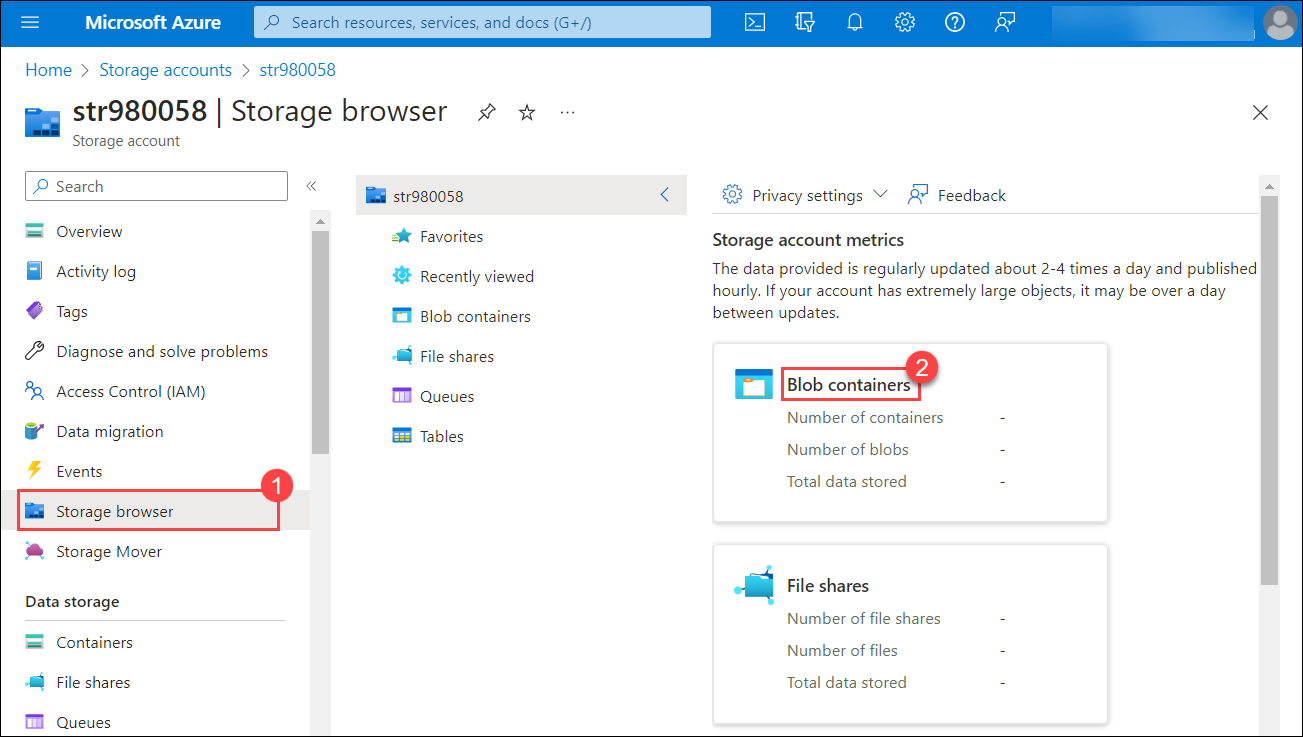 Microsoft Azure
Search resources, services, and docs (G+/)
Home > Storage accounts > str980058
str980058 | Storage browser
Storage account
Search
Overview
Activity log
Tags
Diagnose and solve problems
Access Control (IAM)
Data migration
Events
1
Storage browser
Storage Mover
Data storage
Containers
File shares
Queues
str980058
Favorites
Recently viewed
Blob containers
File shares
Queues
Tables
Privacy settings
Feedback
Storage account metrics
The data provided is regularly updated about 2-4 times a day and published
hourly. If your account has extremely large objects, it may be over a day
between updates.
2
Blob containers
Number of containers -
Number of blobs -
Total data stored -
File shares
Number of file shares -
Number of files -
Total data stored -